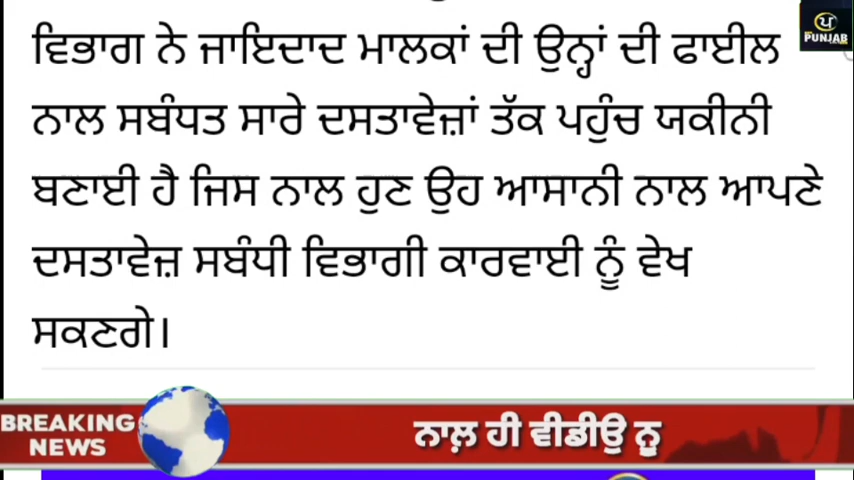 ਪ
PUNJAB
ਵਿਭਾਗ ਨੇ ਜਾਇਦਾਦ ਮਾਲਕਾਂ ਦੀ ਉਨ੍ਹਾਂ ਦੀ ਫਾਈਲ
ਨਾਲ ਸਬੰਧਤ ਸਾਰੇ ਦਸਤਾਵੇਜ਼ਾਂ ਤੱਕ ਪਹੁੰਚ ਯਕੀਨੀ
ਬਣਾਈ ਹੈ ਜਿਸ ਨਾਲ ਹੁਣ ਉਹ ਆਸਾਨੀ ਨਾਲ ਆਪਣੇ
ਦਸਤਾਵੇਜ਼ ਸਬੰਧੀ ਵਿਭਾਗੀ ਕਾਰਵਾਈ ਨੂੰ ਵੇਖ
ਸਕਣਗੇ।
BREAKING
NEWS
ਨਾਲ਼ ਹੀ ਵੀਡੀਉ ਨੂ